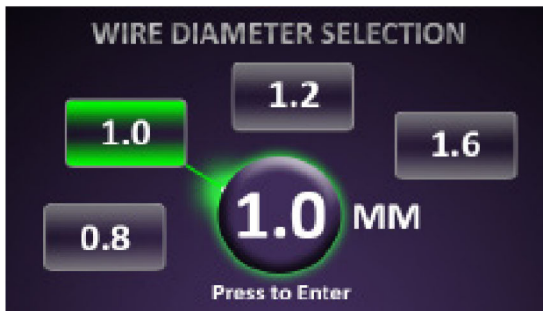 WIRE DIAMETER SELECTION
1.2
1.0
1.6
1.0 MM
0.8
Press to Enter